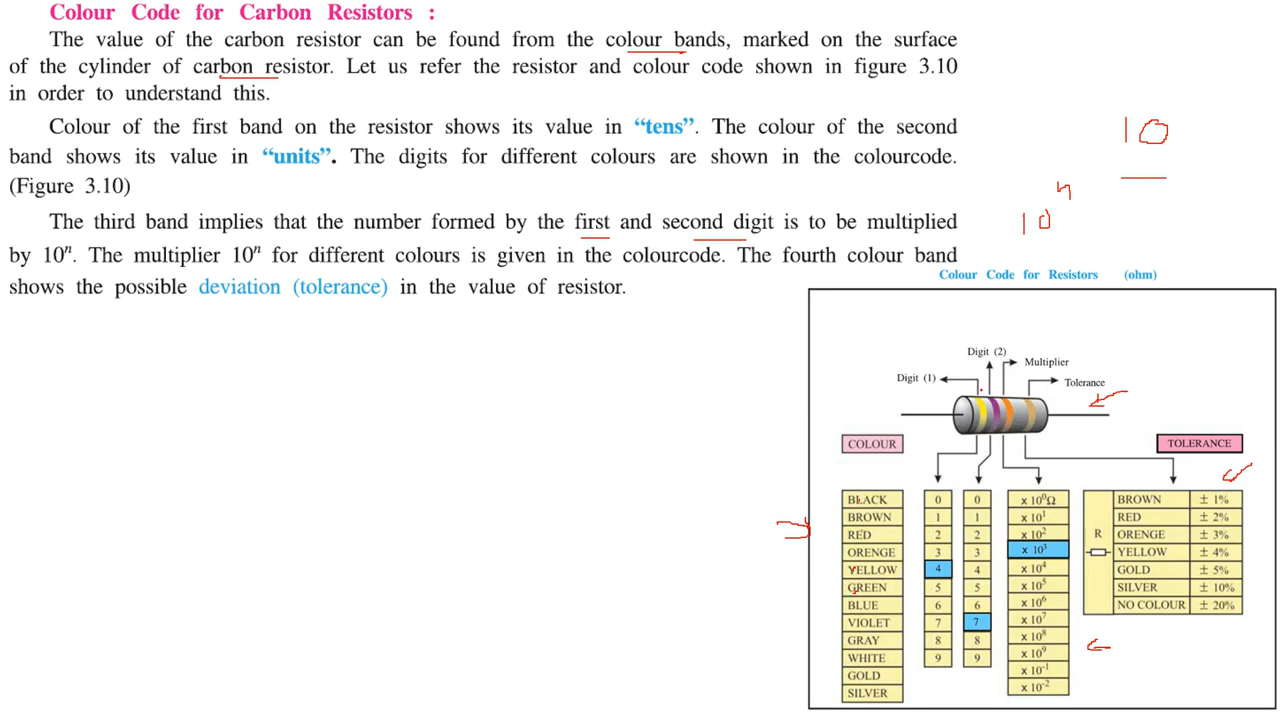 Colour Code for Carbon Resistors :
The value of the carbon resistor can be found from the colour bands, marked on the surface
of the cylinder of carbon resistor. Let us refer the resistor and colour code shown in figure 3.10
in order to understand this.
Colour of the first band on the resistor shows its value in “tens”. The colour of the second
band shows its value in “units”. The digits for different colours are shown in the colourcode.
(Figure 3.10)
The third band implies that the number formed by the first and second digit is to be multiplied
by 10ⁿ. The multiplier 10ⁿ for different colours is given in the colourcode. The fourth colour band
shows the possible deviation (tolerance) in the value of resistor.
10
10ⁿ
Colour Code for Resistors (ohm)
Digit (2)
Multiplier
Digit (1)
Tolerance
COLOUR
TOLERANCE
BLACK 0 0 x 10⁰Ω BROWN ± 1%
BROWN 1 1 x 10¹ RED ± 2%
RED 2 2 x 10² R ORENGE ± 3%
ORENGE 3 3 x 10³ YELLOW ± 4%
YELLOW 4 4 x 10⁴ GOLD ± 5%
GREEN 5 5 x 10⁵ SILVER ± 10%
BLUE 6 6 x 10⁶ NO COLOUR ± 20%
VIOLET 7 7 x 10⁷
GRAY 8 8 x 10⁸
WHITE 9 9 x 10⁹
GOLD x 10⁻¹
SILVER x 10⁻²